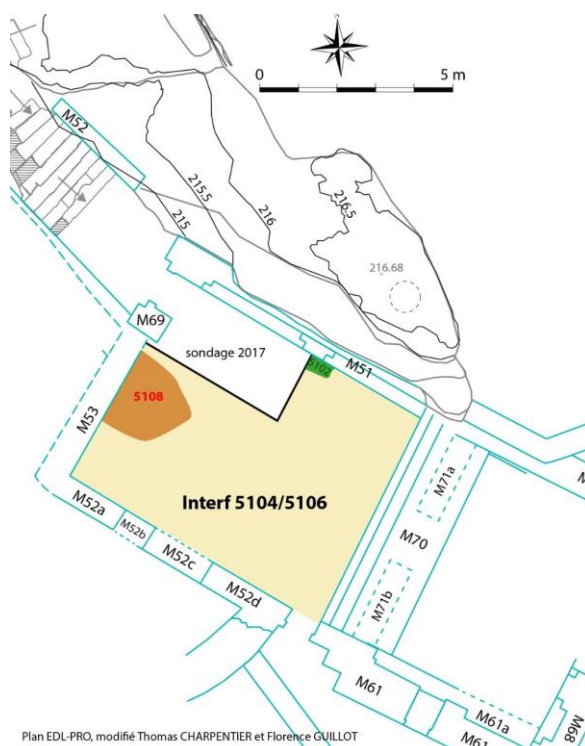 0
5 m
M52
215.5
216
216.5
215
216.68
M69
sondage 2017
5102
M51
5108
M53
M71a
M
Interf 5104/5106
M52a
M52b
M70
M52c
M52d
M71b
M61
M61a
M68
M61
Plan EDL-PRO, modifié Thomas CHARPENTIER et Florence GUILLOT